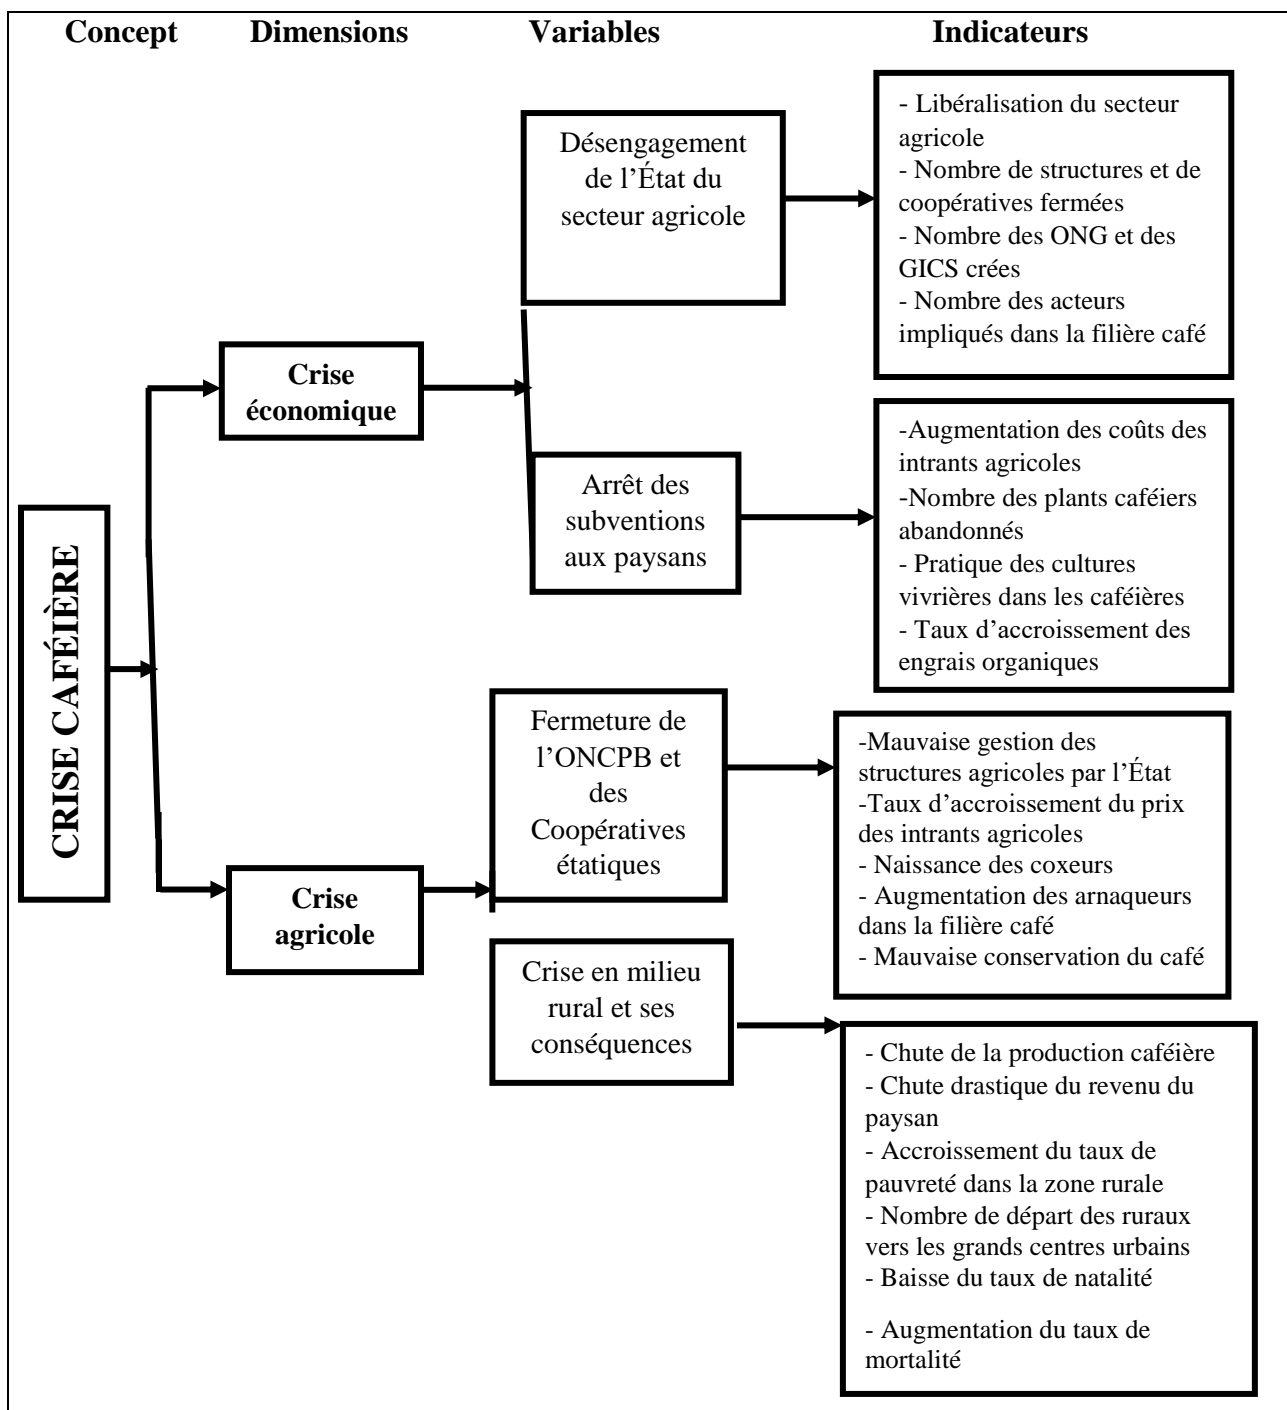 Concept Dimensions Variables Indicateurs
Désengagement
de l’État du
secteur agricole
- Libéralisation du secteur
agricole
- Nombre de structures et de
coopératives fermées
- Nombre des ONG et des
GICS crées
- Nombre des acteurs
impliqués dans la filière café
Crise
économique
Arrêt des
subventions
aux paysans
-Augmentation des coûts des
intrants agricoles
-Nombre des plants caféiers
abandonnés
- Pratique des cultures
vivrières dans les caféières
- Taux d’accroissement des
engrais organiques
CRISE CAFÉIÈRE
Fermeture de
l’ONCPB et
des
Coopératives
étatiques
-Mauvaise gestion des
structures agricoles par l’État
-Taux d’accroissement du prix
des intrants agricoles
- Naissance des coxeurs
- Augmentation des arnaqueurs
dans la filière café
- Mauvaise conservation du café
Crise
agricole
Crise en milieu
rural et ses
conséquences
- Chute de la production caféière
- Chute drastique du revenu du
paysan
- Accroissement du taux de
pauvreté dans la zone rurale
- Nombre de départ des ruraux
vers les grands centres urbains
- Baisse du taux de natalité
- Augmentation du taux de
mortalité